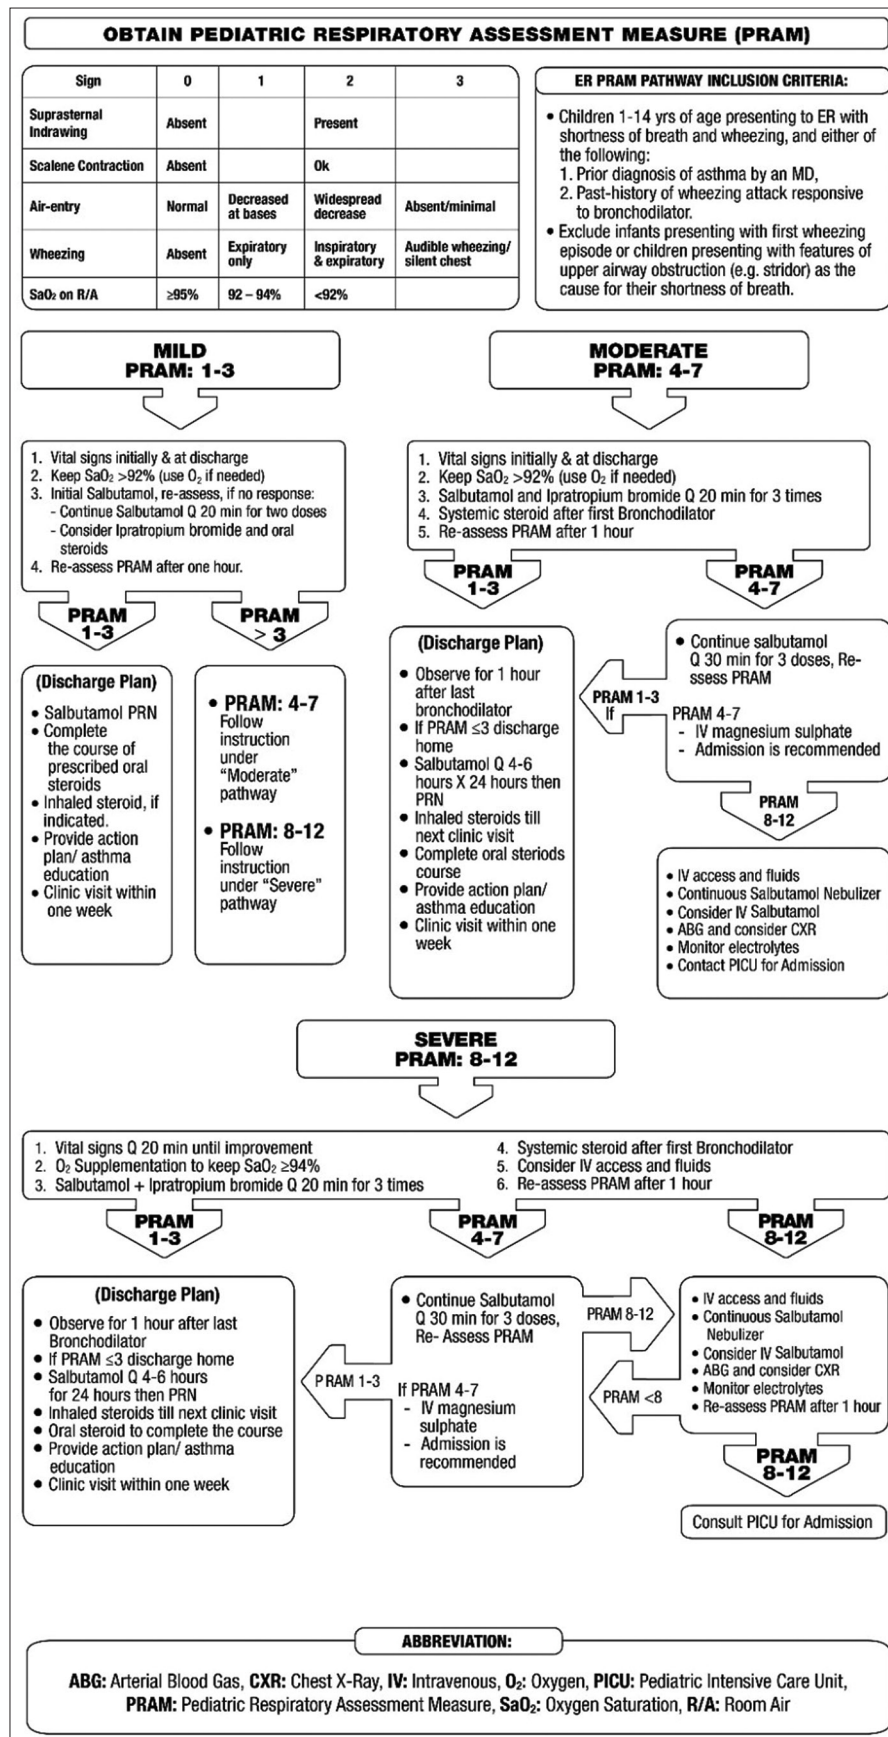 OBTAIN PEDIATRIC RESPIRATORY ASSESSMENT MEASURE (PRAM)
Sign 0 1 2 3
Suprasternal
Indrawing Absent Present
Scalene Contraction Absent Ok
Air-entry Normal Decreased
at bases Widespread
decrease Absent/minimal
Wheezing Absent Expiratory
only Inspiratory
& expiratory Audible wheezing/
silent chest
SaO₂ on R/A ≥95% 92 – 94% <92%
ER PRAM PATHWAY INCLUSION CRITERIA:
• Children 1-14 yrs of age presenting to ER with
shortness of breath and wheezing, and either of
the following:
1. Prior diagnosis of asthma by an MD,
2. Past-history of wheezing attack responsive
to bronchodilator.
• Exclude infants presenting with first wheezing
episode or children presenting with features of
upper airway obstruction (e.g. stridor) as the
cause for their shortness of breath.
MILD
PRAM: 1-3
1. Vital signs initially & at discharge
2. Keep SaO₂ >92% (use O₂ if needed)
3. Initial Salbutamol, re-assess, if no response:
- Continue Salbutamol Q 20 min for two doses
- Consider Ipratropium bromide and oral
steroids
4. Re-assess PRAM after one hour.
PRAM
1-3
(Discharge Plan)
• Salbutamol PRN
• Complete
the course of
prescribed oral
steroids
• Inhaled steroid, if
indicated.
• Provide action
plan/ asthma
education
• Clinic visit within
one week
PRAM
> 3
• PRAM: 4-7
Follow
instruction
under
“Moderate”
pathway
• PRAM: 8-12
Follow
instruction
under “Severe”
pathway
MODERATE
PRAM: 4-7
1. Vital signs initially & at discharge
2. Keep SaO₂ >92% (use O₂ if needed)
3. Salbutamol and Ipratropium bromide Q 20 min for 3 times
4. Systemic steroid after first Bronchodilator
5. Re-assess PRAM after 1 hour
PRAM
1-3
(Discharge Plan)
• Observe for 1 hour
after last
bronchodilator
• If PRAM ≤3 discharge
home
• Salbutamol Q 4-6
hours X 24 hours then
PRN
• Inhaled steroids till
next clinic visit
• Complete oral steriods
course
• Provide action plan/
asthma education
• Clinic visit within one
week
PRAM
4-7
• Continue salbutamol
Q 30 min for 3 doses, Re-
ssess PRAM
PRAM 1-3
If PRAM 4-7
- IV magnesium sulphate
- Admission is recommended
PRAM
8-12
• IV access and fluids
• Continuous Salbutamol Nebulizer
• Consider IV Salbutamol
• ABG and consider CXR
• Monitor electrolytes
• Contact PICU for Admission
SEVERE
PRAM: 8-12
1. Vital signs Q 20 min until improvement
2. O₂ Supplementation to keep SaO₂ ≥94%
3. Salbutamol + Ipratropium bromide Q 20 min for 3 times
4. Systemic steroid after first Bronchodilator
5. Consider IV access and fluids
6. Re-assess PRAM after 1 hour
PRAM
1-3
(Discharge Plan)
• Observe for 1 hour after last
Bronchodilator
• If PRAM ≤3 discharge home
• Salbutamol Q 4-6 hours
for 24 hours then PRN
• Inhaled steroids till next clinic visit
• Oral steroid to complete the course
• Provide action plan/ asthma
education
• Clinic visit within one week
PRAM
4-7
• Continue Salbutamol
Q 30 min for 3 doses,
Re- Assess PRAM
PRAM 1-3
If PRAM 4-7
- IV magnesium
sulphate
- Admission is
recommended
PRAM 8-12
PRAM <8
PRAM
8-12
• IV access and fluids
• Continuous Salbutamol
Nebulizer
• Consider IV Salbutamol
• ABG and consider CXR
• Monitor electrolytes
• Re-assess PRAM after 1 hour
PRAM
8-12
Consult PICU for Admission
ABBREVIATION:
ABG: Arterial Blood Gas, CXR: Chest X-Ray, IV: Intravenous, O₂: Oxygen, PICU: Pediatric Intensive Care Unit,
PRAM: Pediatric Respiratory Assessment Measure, SaO₂: Oxygen Saturation, R/A: Room Air